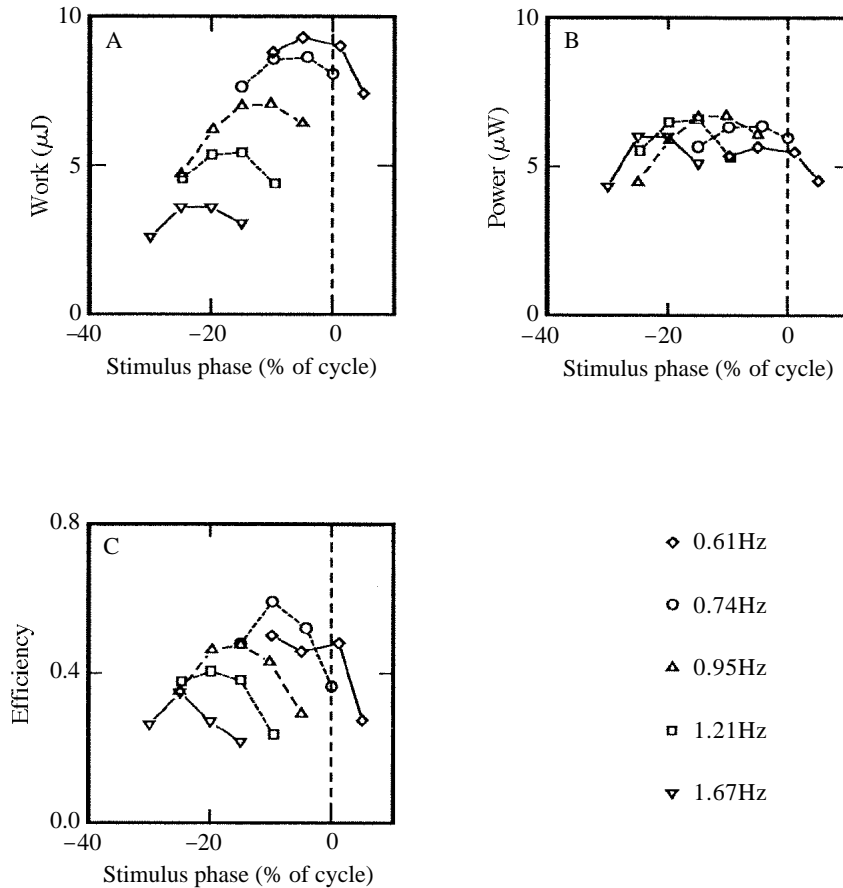 A
Work (μJ)
10
5
0
−40
−20
0
Stimulus phase (% of cycle)
B
Power (μW)
10
5
0
−40
−20
0
Stimulus phase (% of cycle)
C
Efficiency
0.8
0.4
0.0
−40
−20
0
Stimulus phase (% of cycle)
0.61Hz
0.74Hz
0.95Hz
1.21Hz
1.67Hz